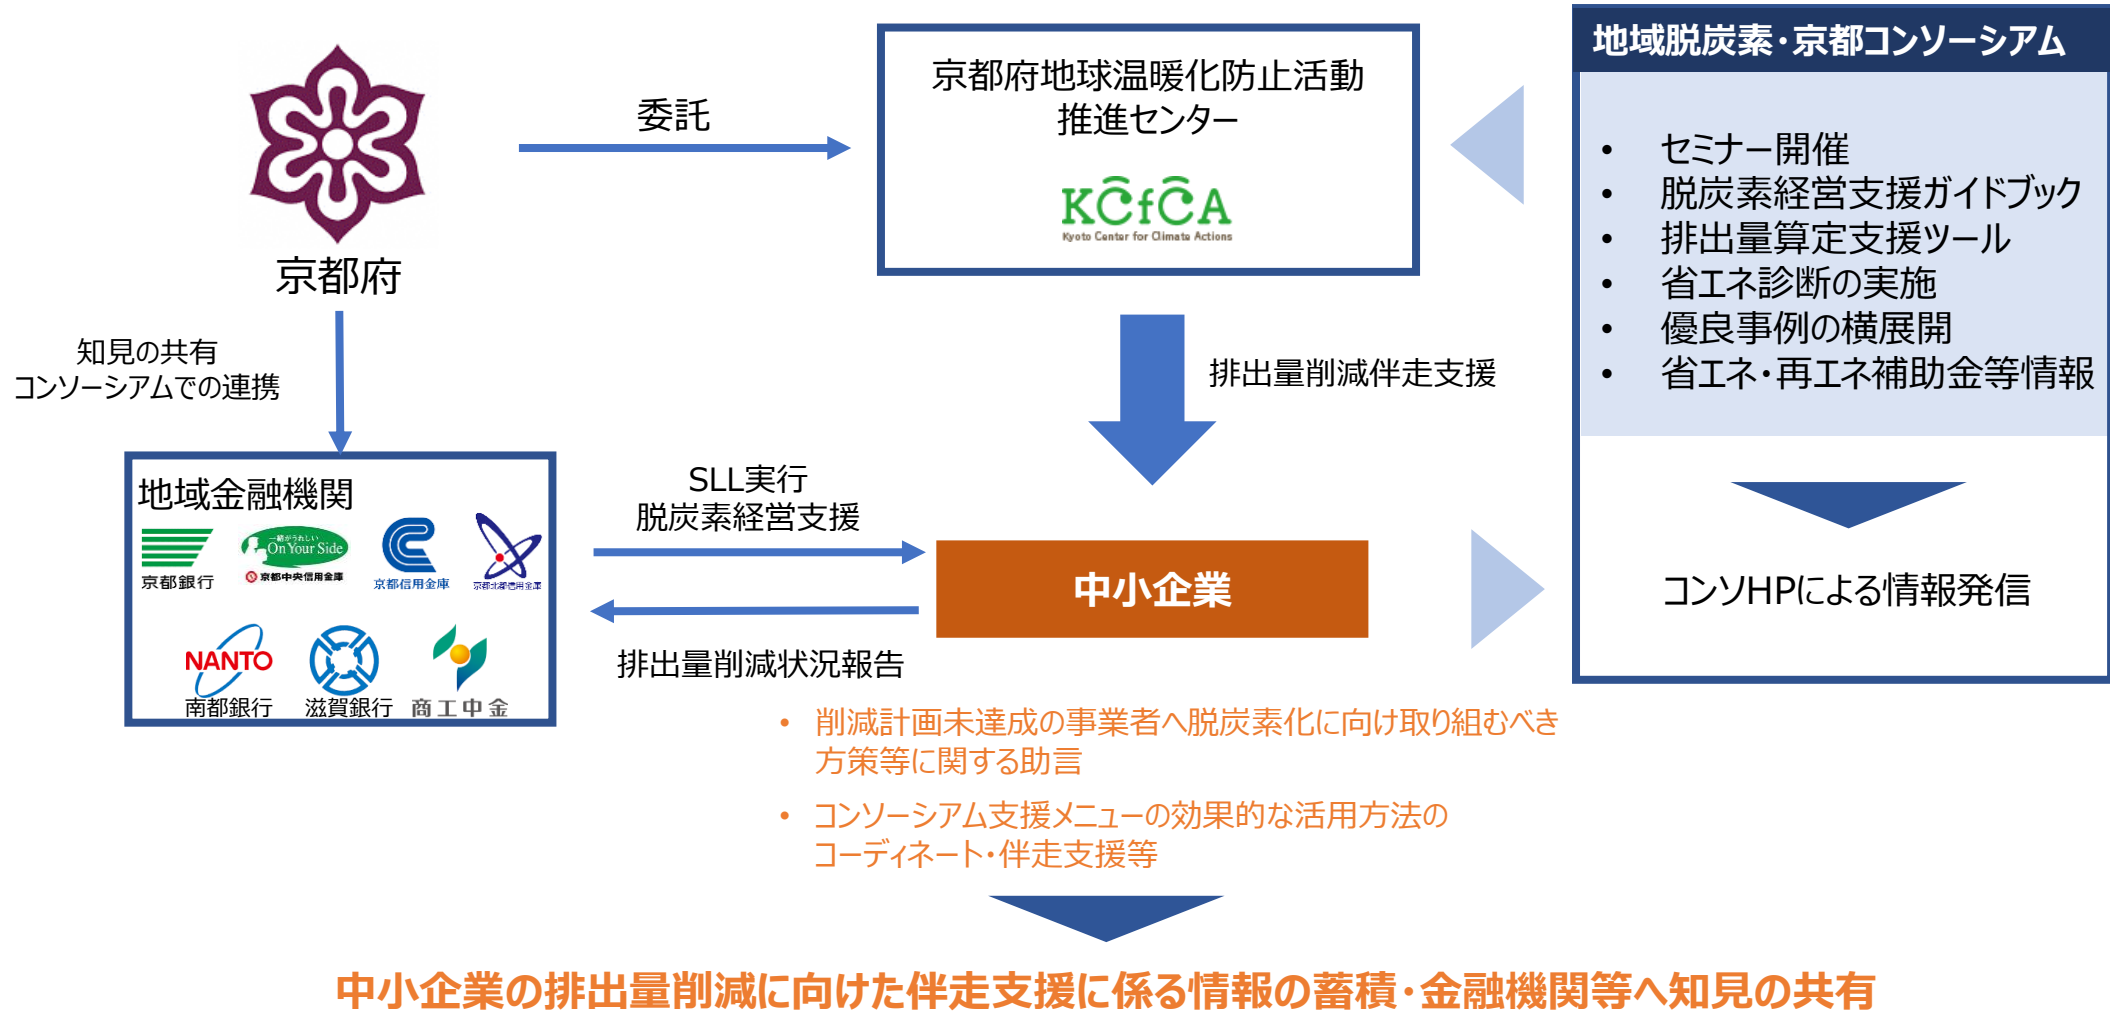 京都府
委託
京都府地球温暖化防止活動
推進センター
KCfCA
Kyoto Center for Climate Actions
地域脱炭素・京都コンソーシアム
• セミナー開催
• 脱炭素経営支援ガイドブック
• 排出量算定支援ツール
• 省エネ診断の実施
• 優良事例の横展開
• 省エネ・再エネ補助金等情報
コンソHPによる情報発信
知見の共有
コンソーシアムでの連携
排出量削減伴走支援
地域金融機関
京都銀行
一緒がうれしい
On Your Side
京都中央信用金庫
京都信用金庫
京都北都信用金庫
NANTO
南都銀行
滋賀銀行
商工中金
SLL実行
脱炭素経営支援
中小企業
排出量削減状況報告
• 削減計画未達成の事業者へ脱炭素化に向け取り組むべき
方策等に関する助言
• コンソーシアム支援メニューの効果的な活用方法の
コーディネート・伴走支援等
中小企業の排出量削減に向けた伴走支援に係る情報の蓄積・金融機関等へ知見の共有